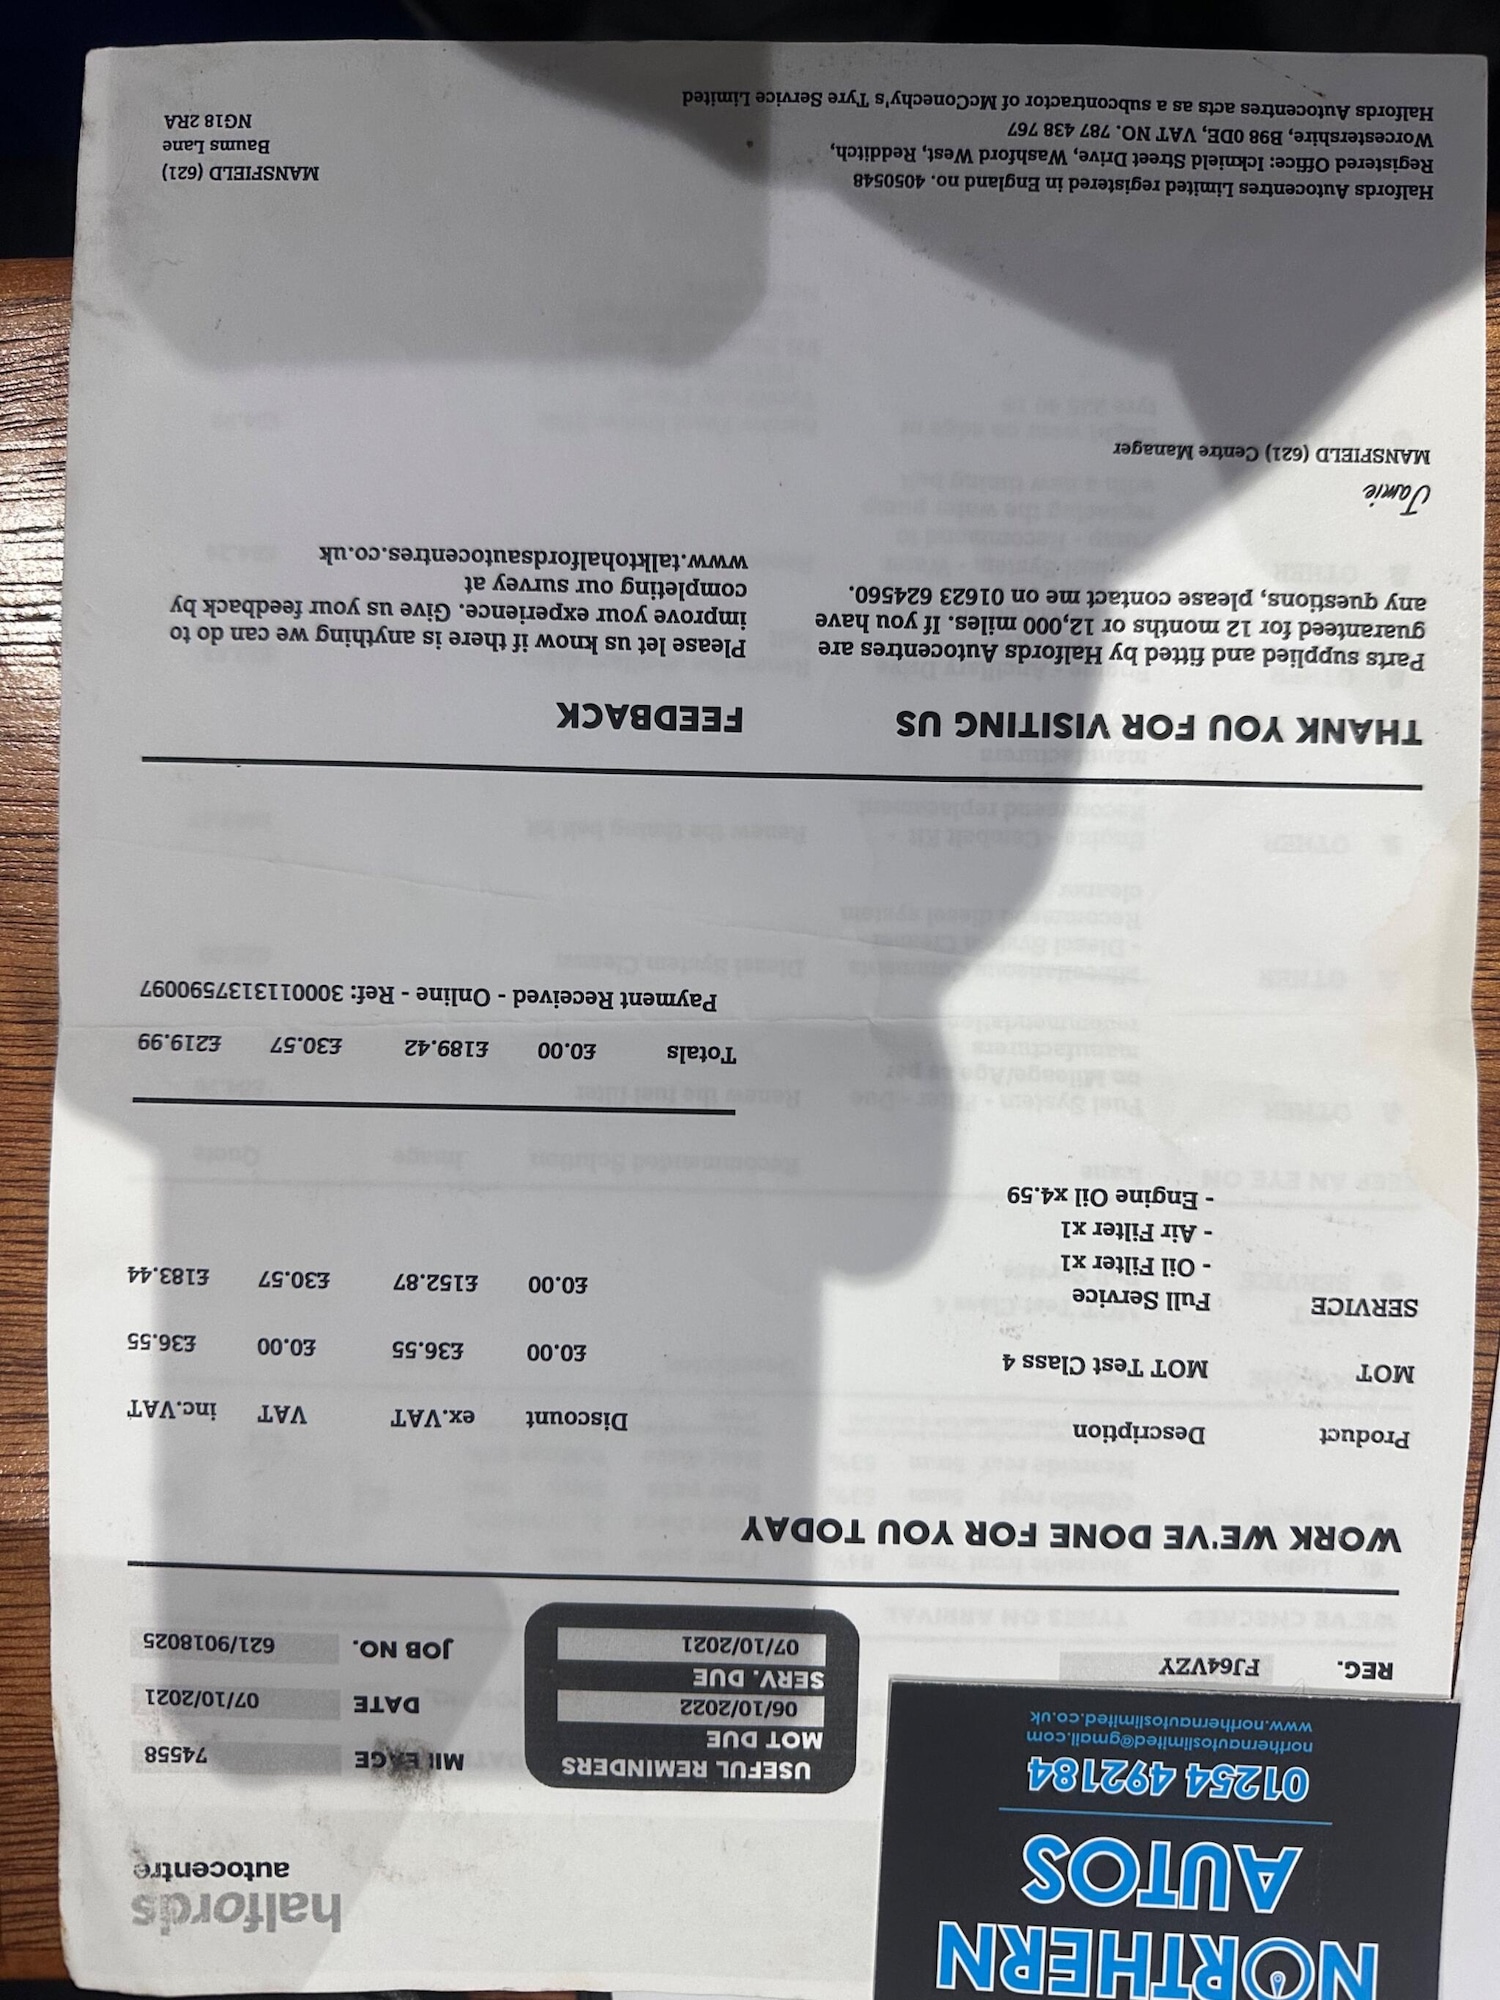 NORTHERN
AUTOS
01254 492184
northernautoslimited@gmail.com
www.northernautoslimited.co.uk
halfords
autocentre
REG. FJ64VZY
USEFUL REMINDERS
MOT DUE
06/10/2022
SERV. DUE
07/10/2021
MILEAGE 74558
DATE 07/10/2021
JOB NO. 621/9018025
WORK WE'VE DONE FOR YOU TODAY
Product Description Discount ex.VAT VAT inc.VAT
MOT MOT Test Class 4 £0.00 £36.55 £0.00 £36.55
SERVICE Full Service £0.00 £152.87 £30.57 £183.44
- Oil Filter x1
- Air Filter x1
- Engine Oil x4.59
Totals £0.00 £189.42 £30.57 £219.99
Payment Received - Online - Ref: 3000113137590097
THANK YOU FOR VISITING US
Parts supplied and fitted by Halfords Autocentres are
guaranteed for 12 months or 12,000 miles. If you have
any questions, please contact me on 01623 624560.
Jamie
MANSFIELD (621) Centre Manager
FEEDBACK
Please let us know if there is anything we can do to
improve your experience. Give us your feedback by
completing our survey at
www.talktohalfordsautocentres.co.uk
Halfords Autocentres Limited registered in England no. 4050548
Registered Office: Icknield Street Drive, Washford West, Redditch,
Worcestershire, B98 0DE, VAT NO. 787 438 767
Halfords Autocentres acts as a subcontractor of McConechy's Tyre Service Limited
MANSFIELD (621)
Baums Lane
NG18 2RA